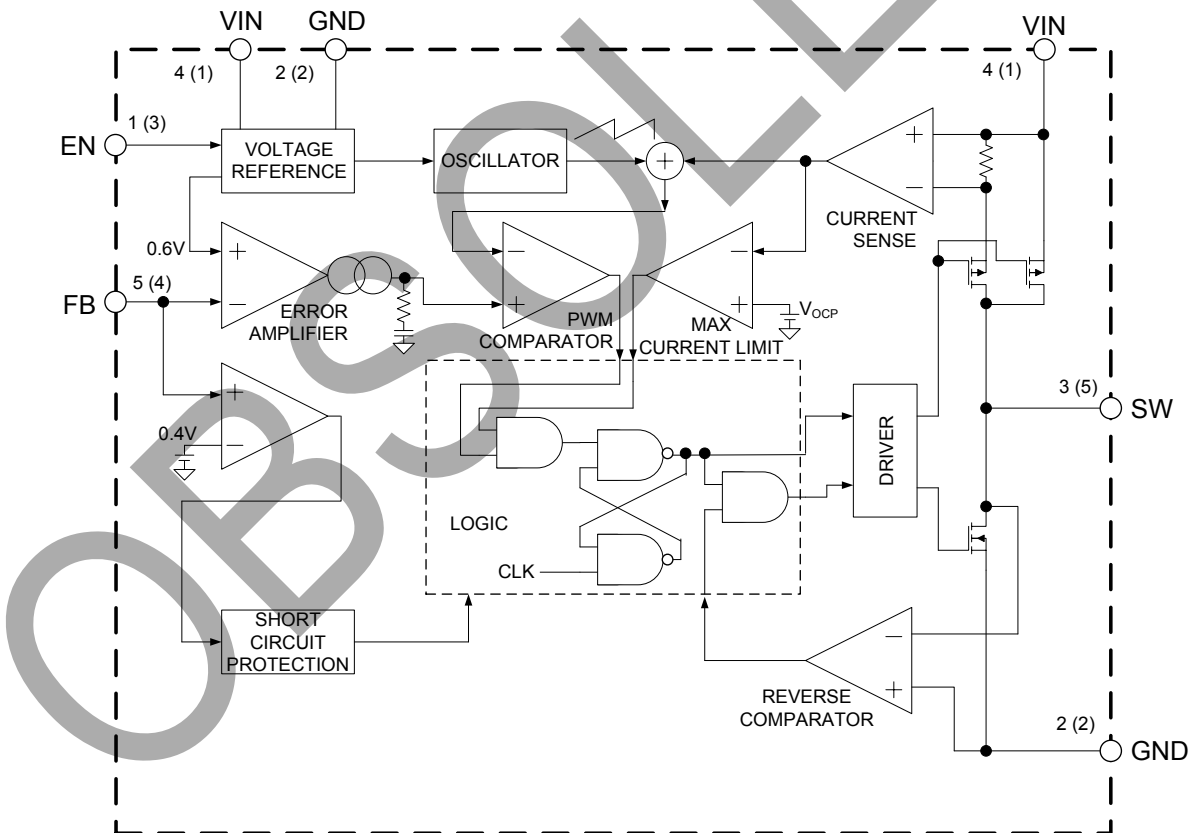 VIN
GND
VIN
4 (1)
2 (2)
4 (1)
EN
1 (3)
VOLTAGE
REFERENCE
OSCILLATOR
+
+
−
CURRENT
SENSE
0.6V
+
−
ERROR
AMPLIFIER
−
+
PWM
COMPARATOR
−
+
MAX
CURRENT LIMIT
VOCP
FB
5 (4)
+
0.4V
−
LOGIC
CLK
DRIVER
3 (5)
SW
SHORT
CIRCUIT
PROTECTION
−
+
REVERSE
COMPARATOR
2 (2)
GND